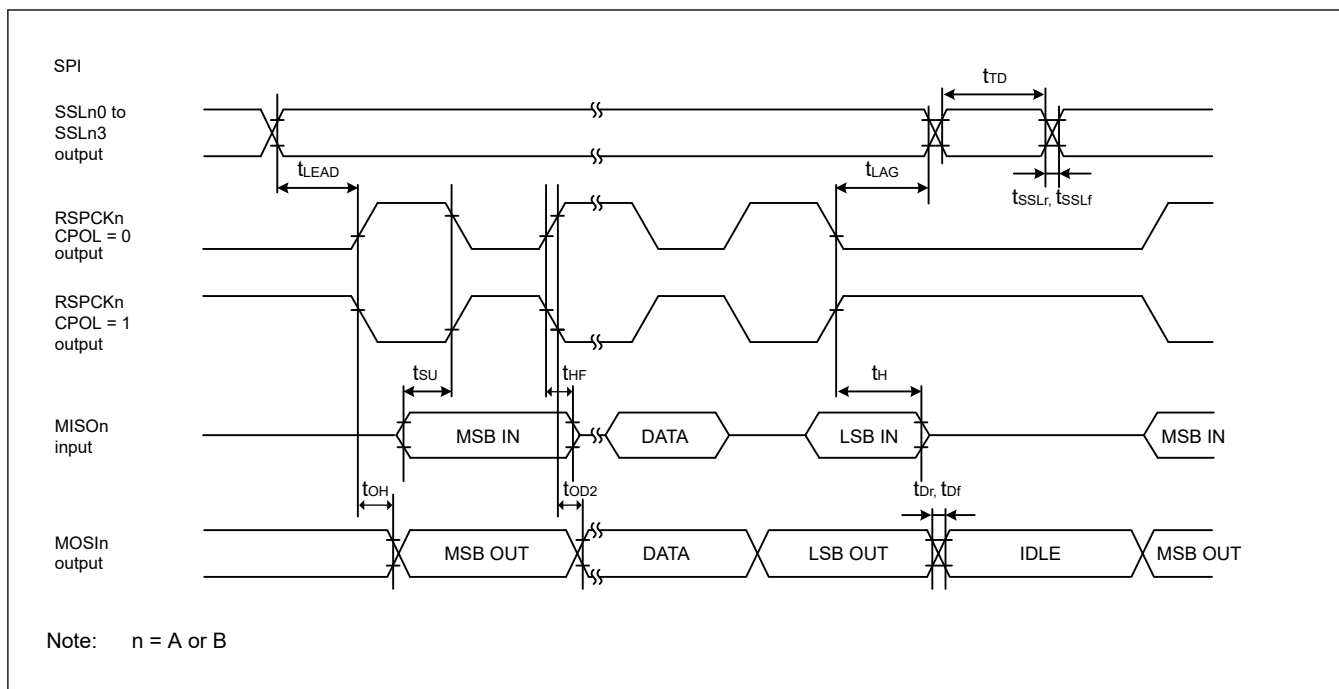 SPI
SSLn0 to
SSLn3
output
tTD
tLEAD
tLAG
tSSLr, tSSLf
RSPCKn
CPOL = 0
output
RSPCKn
CPOL = 1
output
tSU
tHF
tH
MISOn
input
MSB IN
DATA
LSB IN
MSB IN
tOH
tOD2
tDr, tDf
MOSIn
output
MSB OUT
DATA
LSB OUT
IDLE
MSB OUT
Note: n = A or B